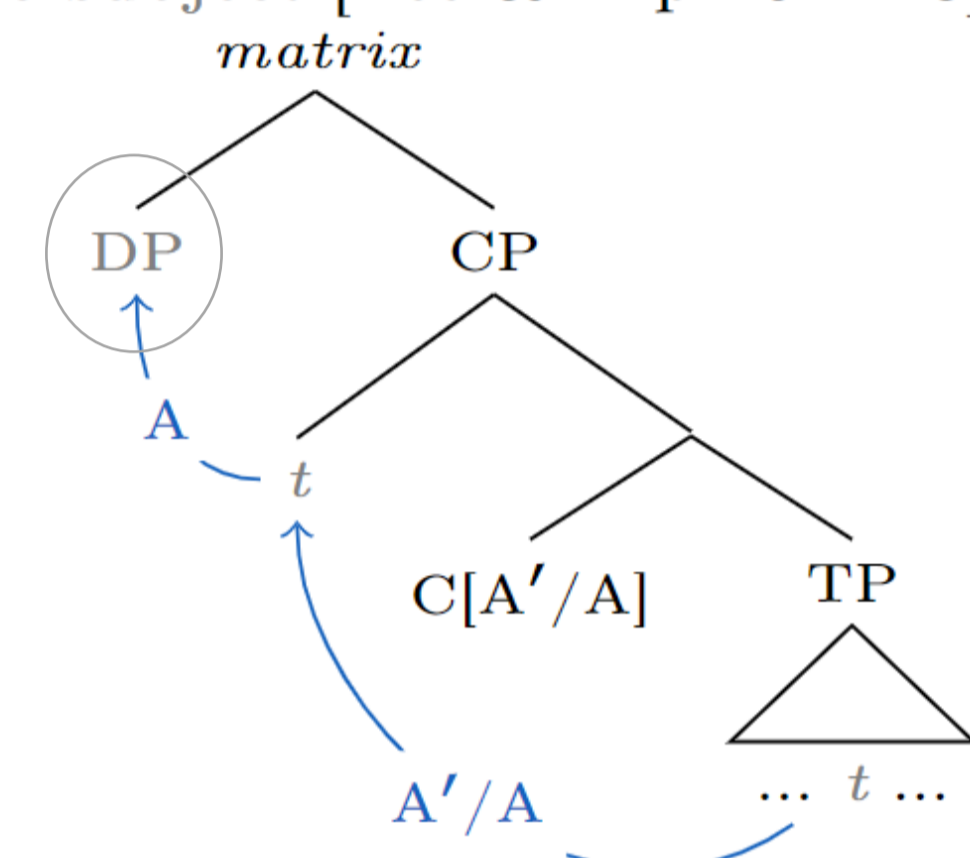 matrix
DP CP
A
t
C[A′/A] TP
A′/A
... t ...